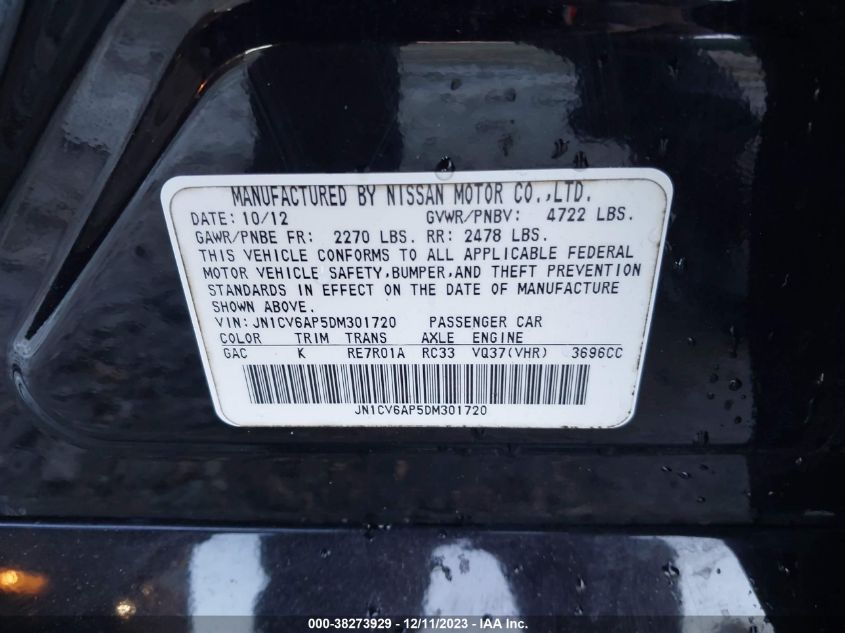 MANUFACTURED BY NISSAN MOTOR CO.,LTD.
DATE: 10/12 GVWR/PNBV: 4722 LBS.
GAWR/PNBE FR: 2270 LBS. RR: 2478 LBS.
THIS VEHICLE CONFORMS TO ALL APPLICABLE FEDERAL
MOTOR VEHICLE SAFETY,BUMPER,AND THEFT PREVENTION
STANDARDS IN EFFECT ON THE DATE OF MANUFACTURE
SHOWN ABOVE.
VIN: JN1CV6AP5DM301720 PASSENGER CAR
COLOR TRIM TRANS AXLE ENGINE
GAC K RE7R01A RC33 VQ37(VHR) 3696CC
JN1CV6AP5DM301720
000-38273929 - 12/11/2023 - IAA Inc.